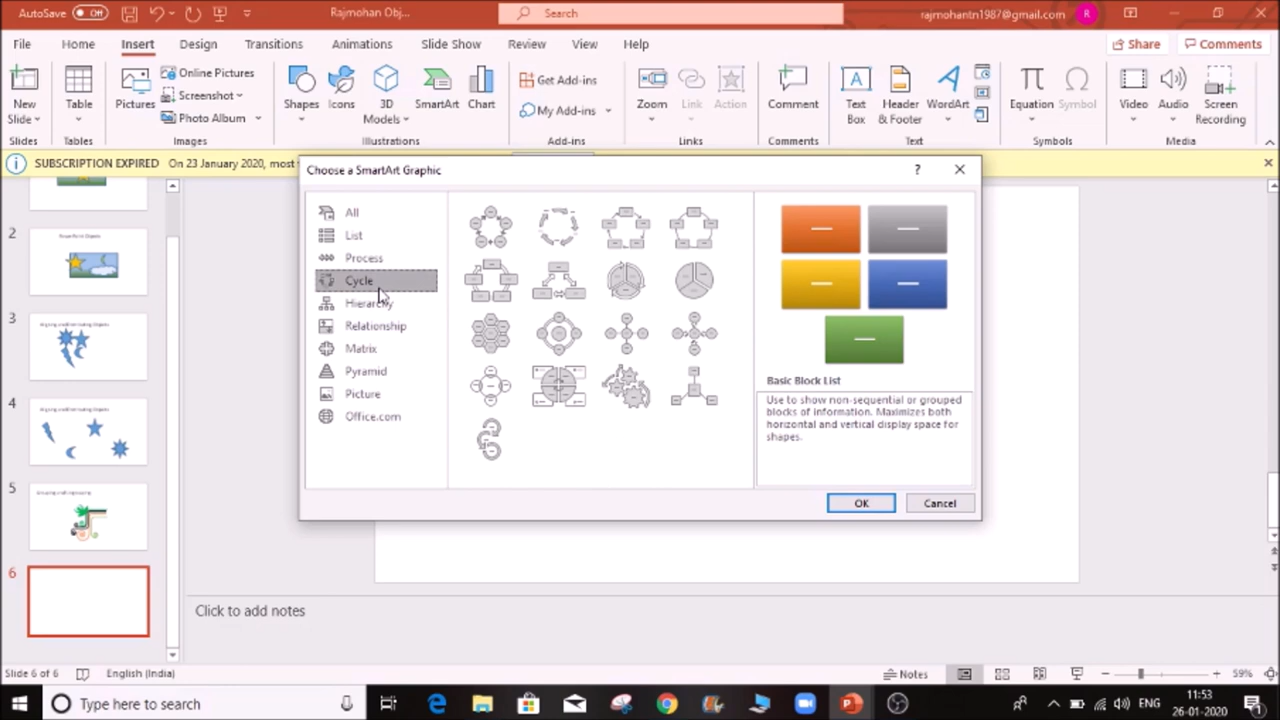 AutoSave Off
Rajmohan Obj...
Search
rajmohantn1987@gmail.com
R
File Home Insert Design Transitions Animations Slide Show Review View Help
Share Comments
New Slide
Table
Pictures
Online Pictures
Screenshot
Photo Album
Shapes
Icons
3D Models
SmartArt
Chart
Get Add-ins
My Add-ins
Zoom
Link
Action
Comment
Text Box
Header & Footer
WordArt
Equation
Symbol
Video
Audio
Screen Recording
Slides Tables Images Illustrations Add-ins Links Comments Text Symbols Media
SUBSCRIPTION EXPIRED On 23 January 2020, most
Choose a SmartArt Graphic
?
All
List
Process
Cycle
Hierarchy
Relationship
Matrix
Pyramid
Picture
Office.com
Basic Block List
Use to show non-sequential or grouped
blocks of information. Maximizes both
horizontal and vertical display space for
shapes.
OK Cancel
2
PowerPoint Objects
3
4
5
6
Click to add notes
Slide 6 of 6 English (India)
Notes
59%
Type here to search
ENG
11:53
26-01-2020
1